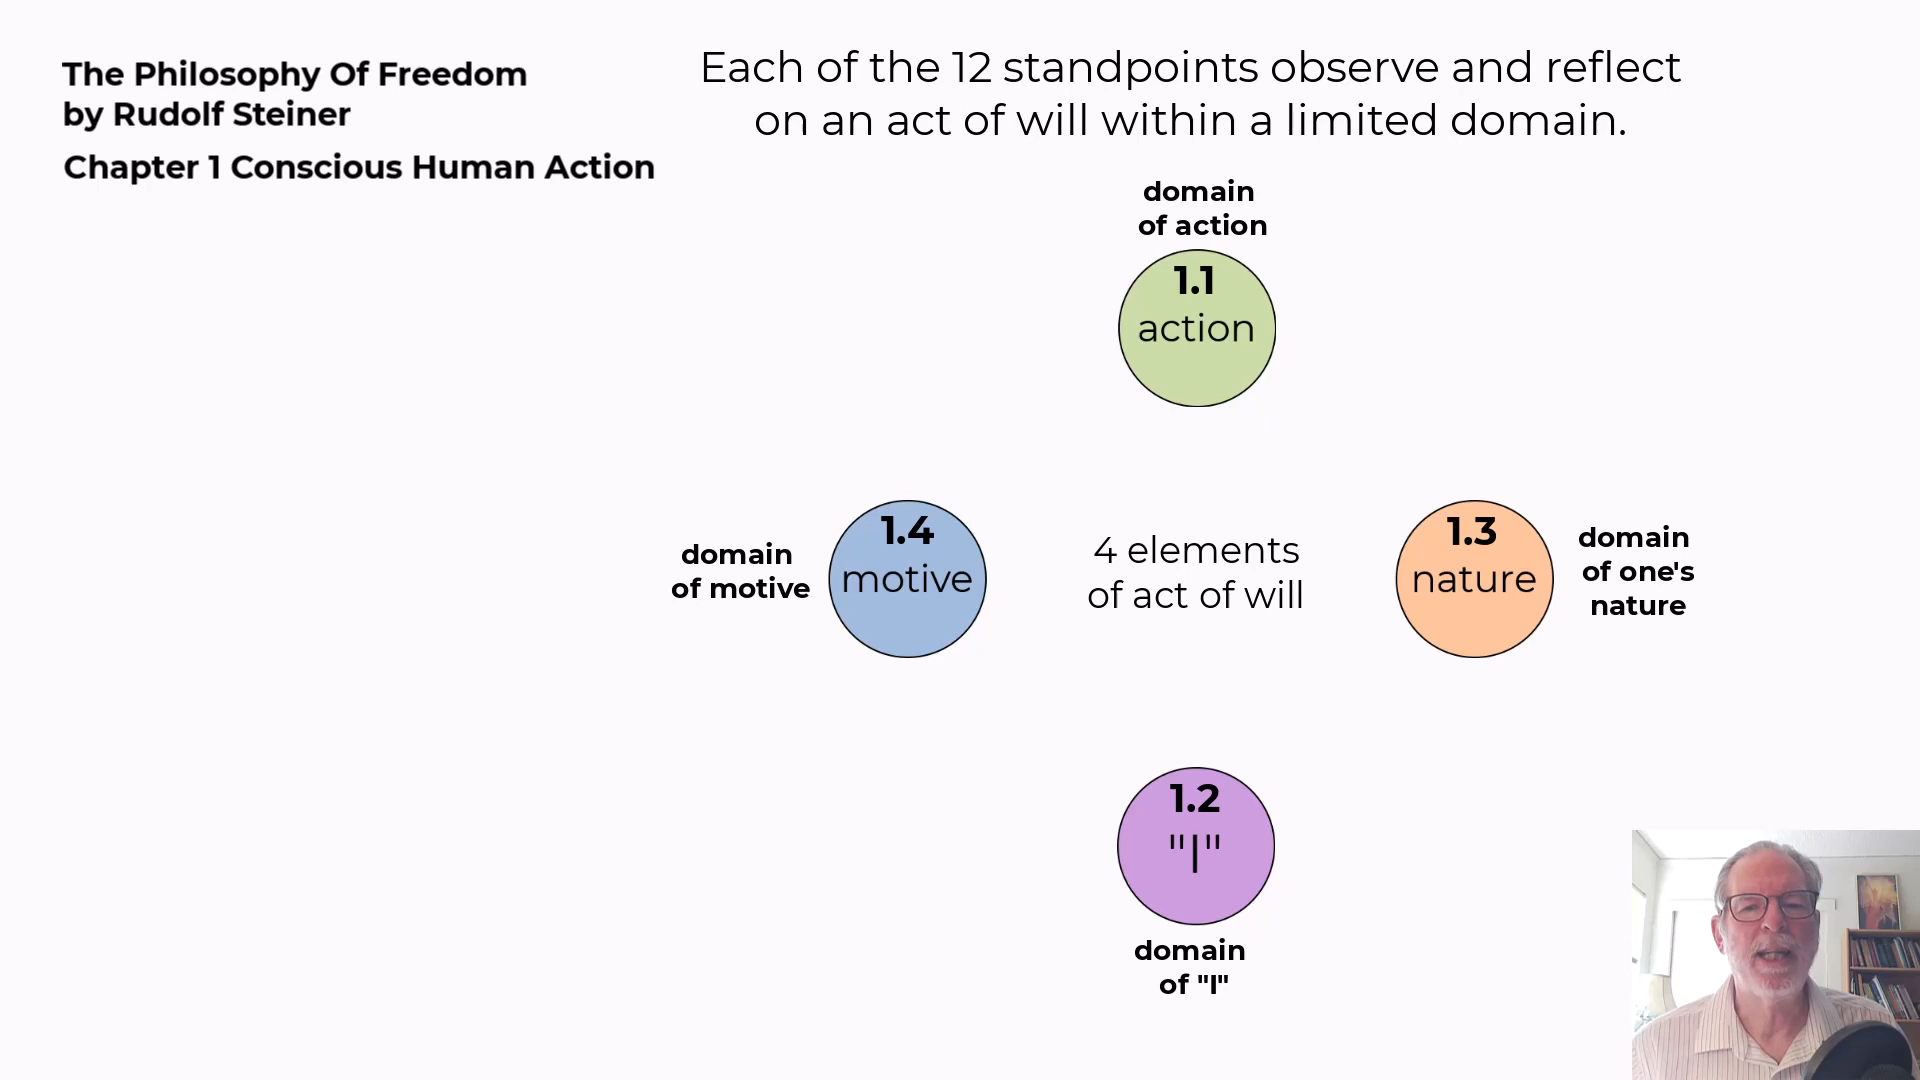 The Philosophy Of Freedom
by Rudolf Steiner
Chapter 1 Conscious Human Action
Each of the 12 standpoints observe and reflect
on an act of will within a limited domain.
domain
of action
1.1
action
1.4
motive
domain
of motive
4 elements
of act of will
1.3
nature
domain
of one's
nature
1.2
"I"
domain
of "I"